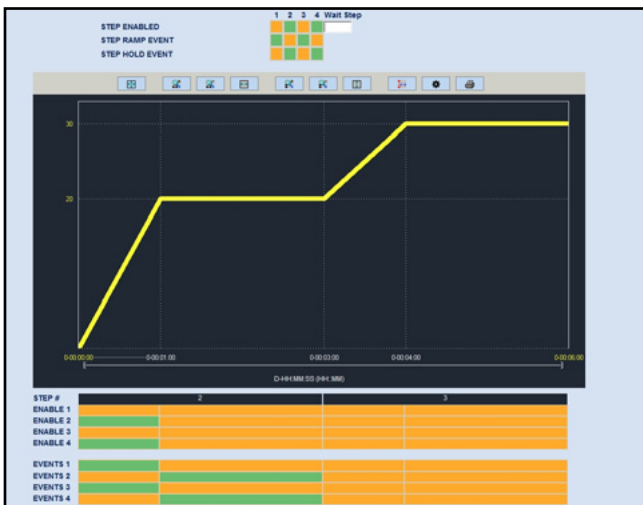 1 2 3 4 Wait Step
STEP ENABLED
STEP RAMP EVENT
STEP HOLD EVENT
30
20
0-00:00:00 0-00:01:00 0-00:03:00 0-00:04:00 0-00:06:00
D-HH:MM:SS (HH, MM)
STEP # 2 3
ENABLE 1
ENABLE 2
ENABLE 3
ENABLE 4
EVENTS 1
EVENTS 2
EVENTS 3
EVENTS 4